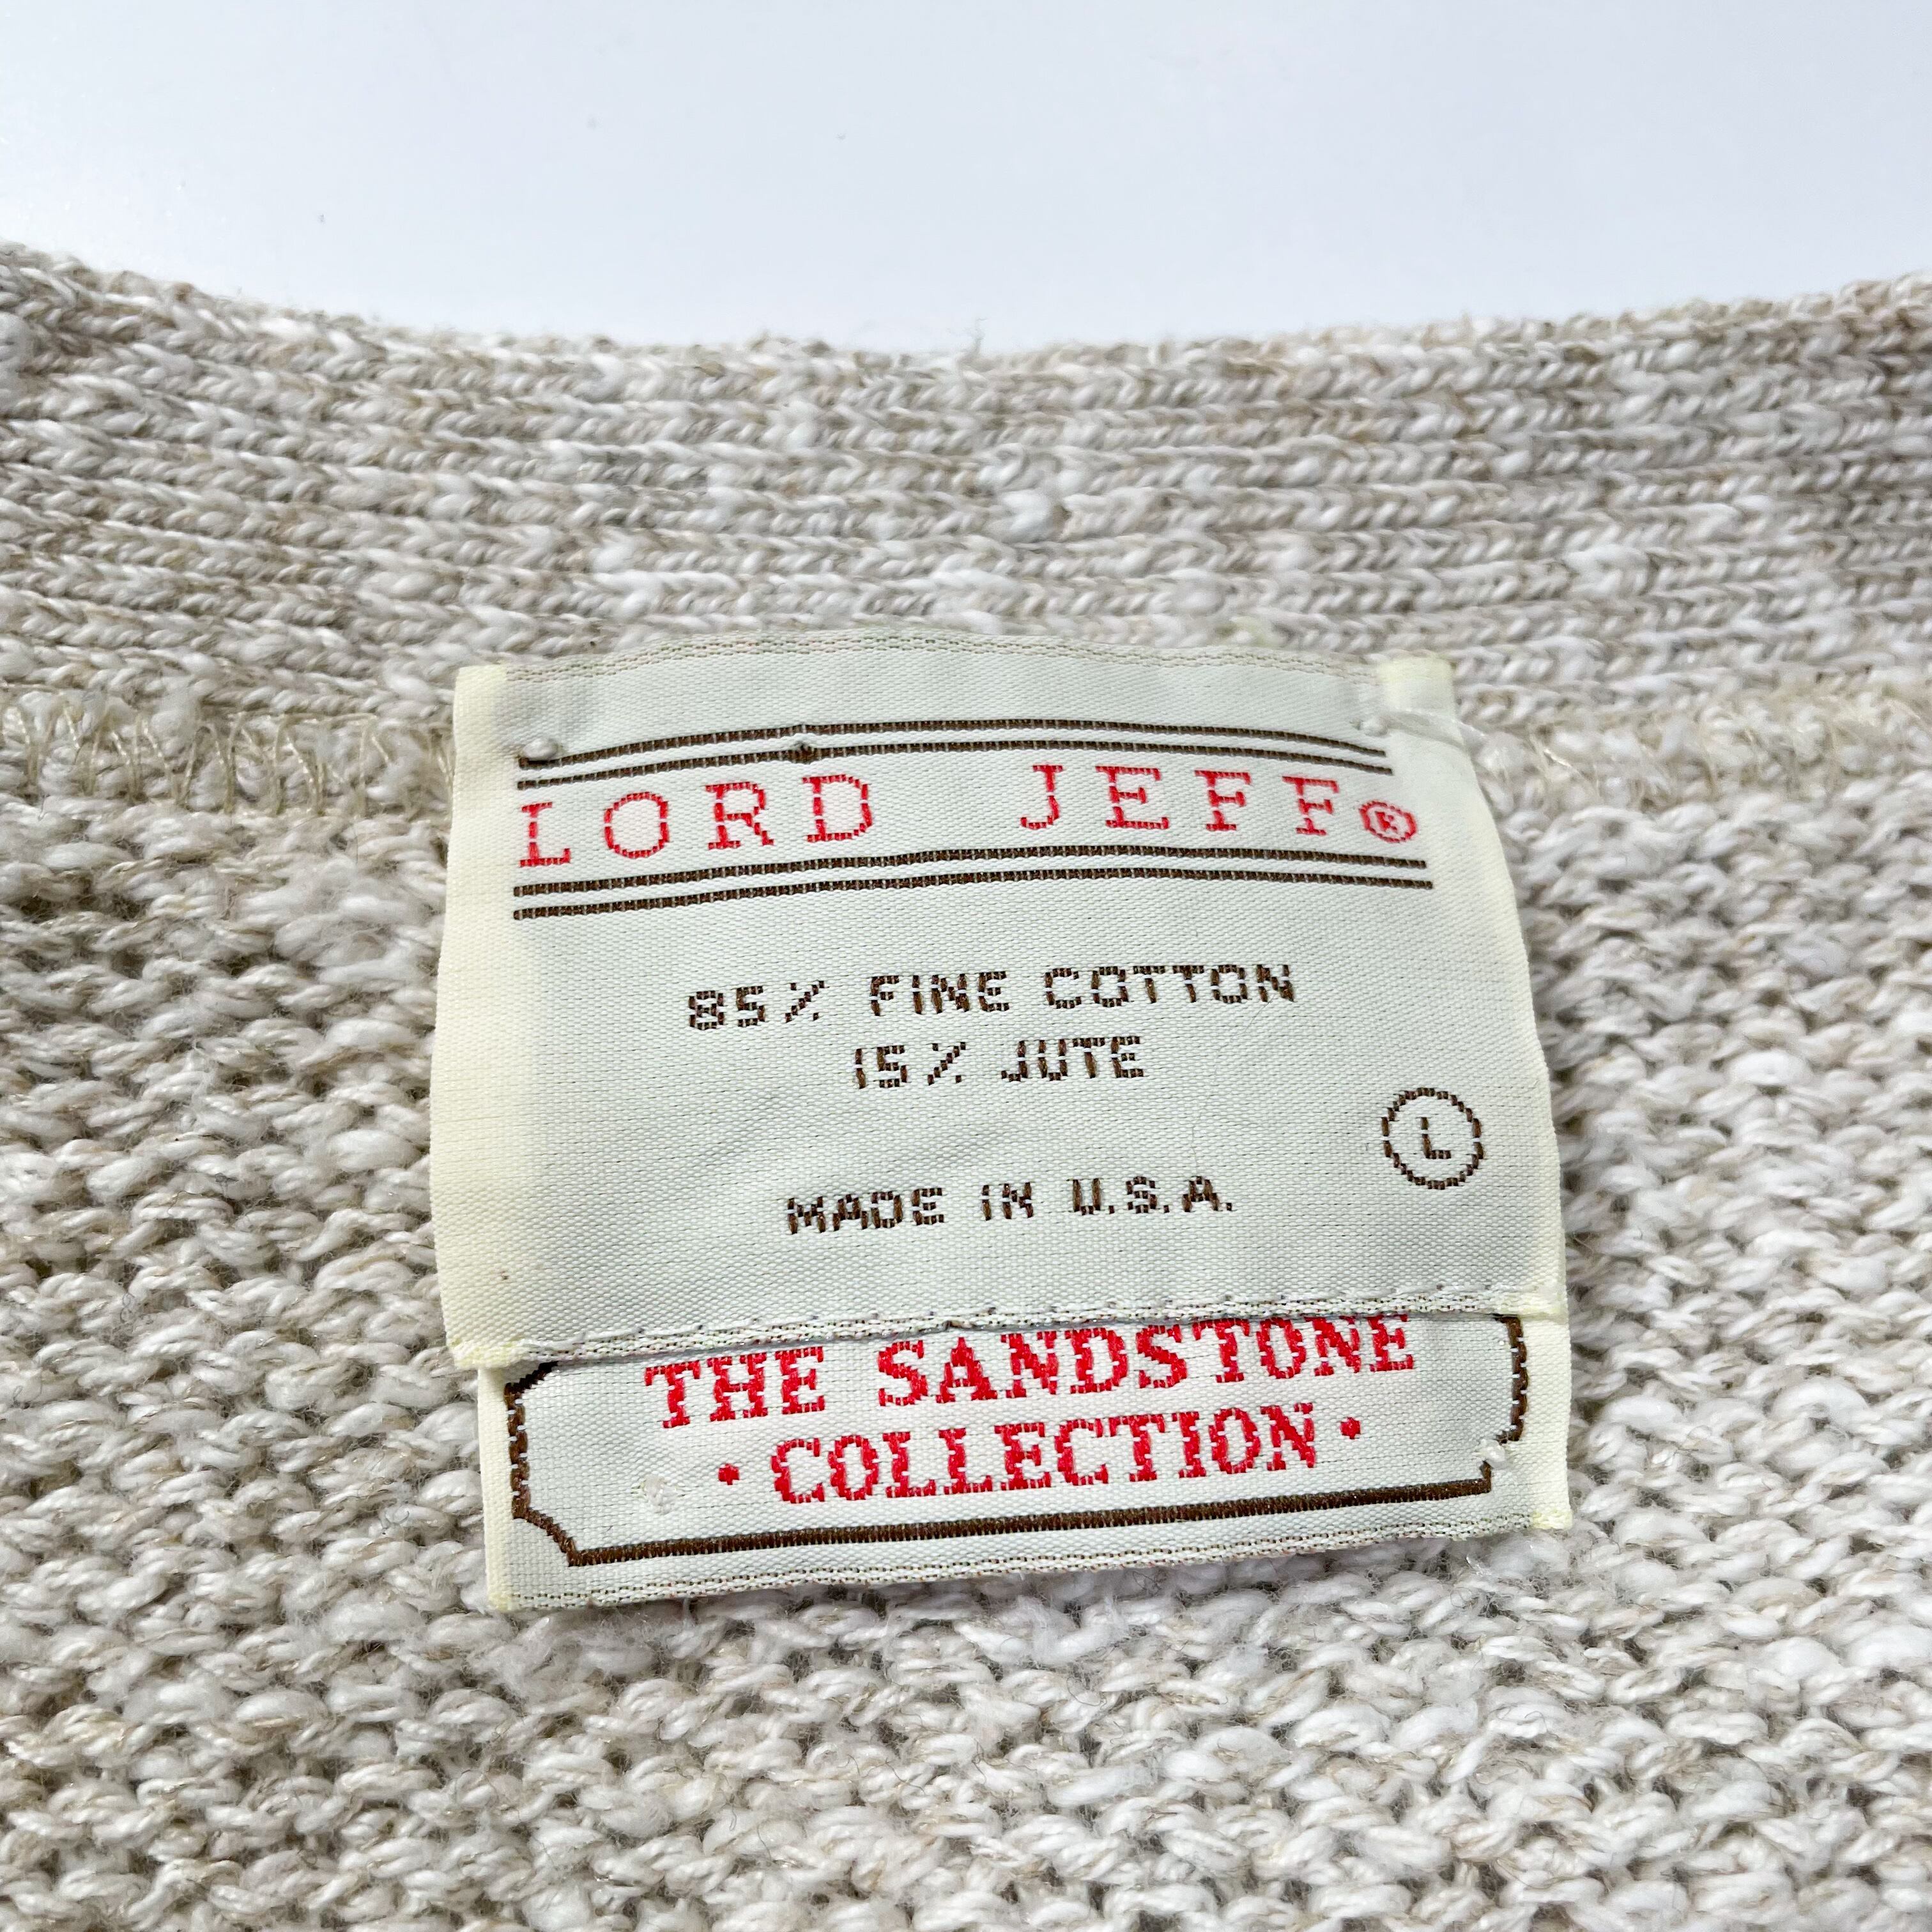 LORD JEFF®
85% FINE COTTON
15% JUTE
L
MADE IN U.S.A.
THE SANDSTONE
• COLLECTION •